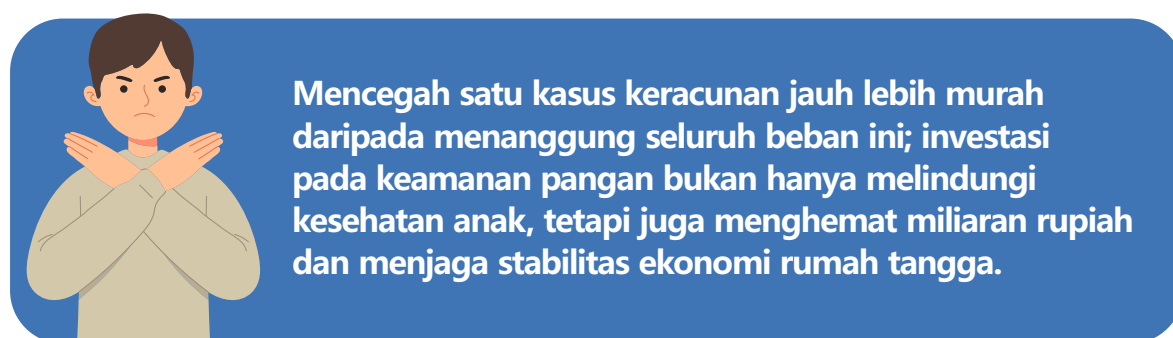 Mencegah satu kasus keracunan jauh lebih murah
daripada menanggung seluruh beban ini; investasi
pada keamanan pangan bukan hanya melindungi
kesehatan anak, tetapi juga menghemat miliaran rupiah
dan menjaga stabilitas ekonomi rumah tangga.